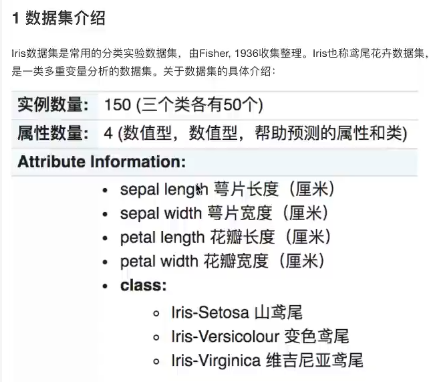 1 数据集介绍
Iris数据集是常用的分类实验数据集，由Fisher, 1936收集整理。Iris也称鸢尾花卉数据集，
是一类多重变量分析的数据集。关于数据集的具体介绍：
实例数量： 150 (三个类各有50个)
属性数量： 4 (数值型，数值型，帮助预测的属性和类)
Attribute Information:
• sepal length 萼片长度（厘米）
• sepal width 萼片宽度（厘米）
• petal length 花瓣长度（厘米）
• petal width 花瓣宽度（厘米）
• class:
◦ Iris-Setosa 山鸢尾
◦ Iris-Versicolour 变色鸢尾
◦ Iris-Virginica 维吉尼亚鸢尾